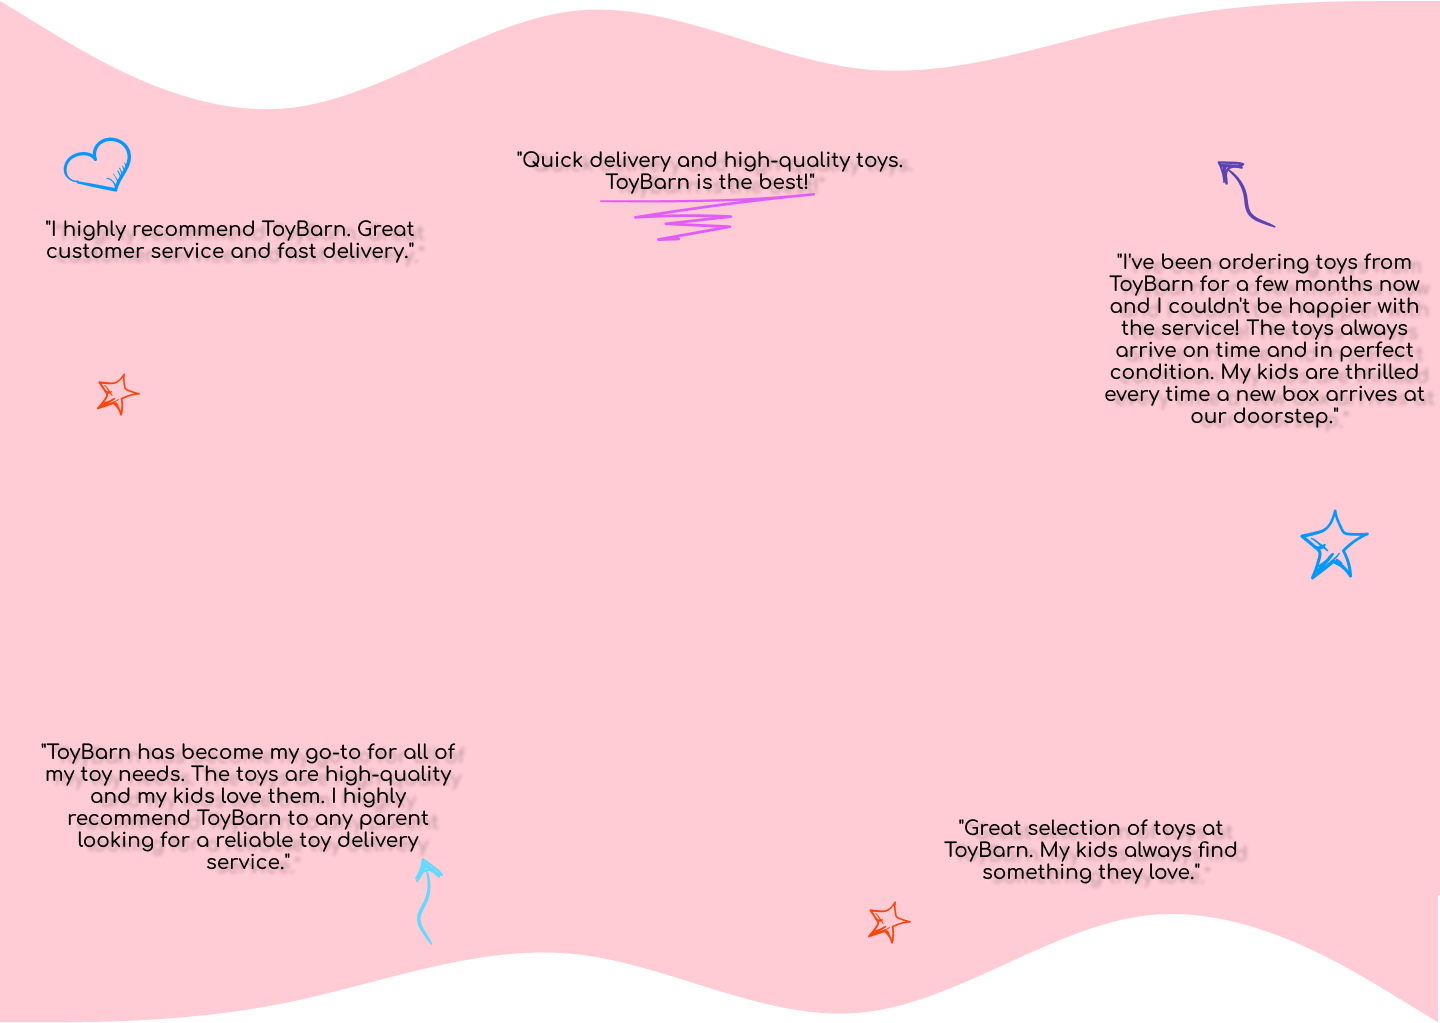 "Quick delivery and high-quality toys.
ToyBarn is the best!"
"I highly recommend ToyBarn. Great
customer service and fast delivery."
"I've been ordering toys from
ToyBarn for a few months now
and I couldn't be happier with
the service! The toys always
arrive on time and in perfect
condition. My kids are thrilled
every time a new box arrives at
our doorstep."
"ToyBarn has become my go-to for all of
my toy needs. The toys are high-quality
and my kids love them. I highly
recommend ToyBarn to any parent
looking for a reliable toy delivery
service."
"Great selection of toys at
ToyBarn. My kids always find
something they love."